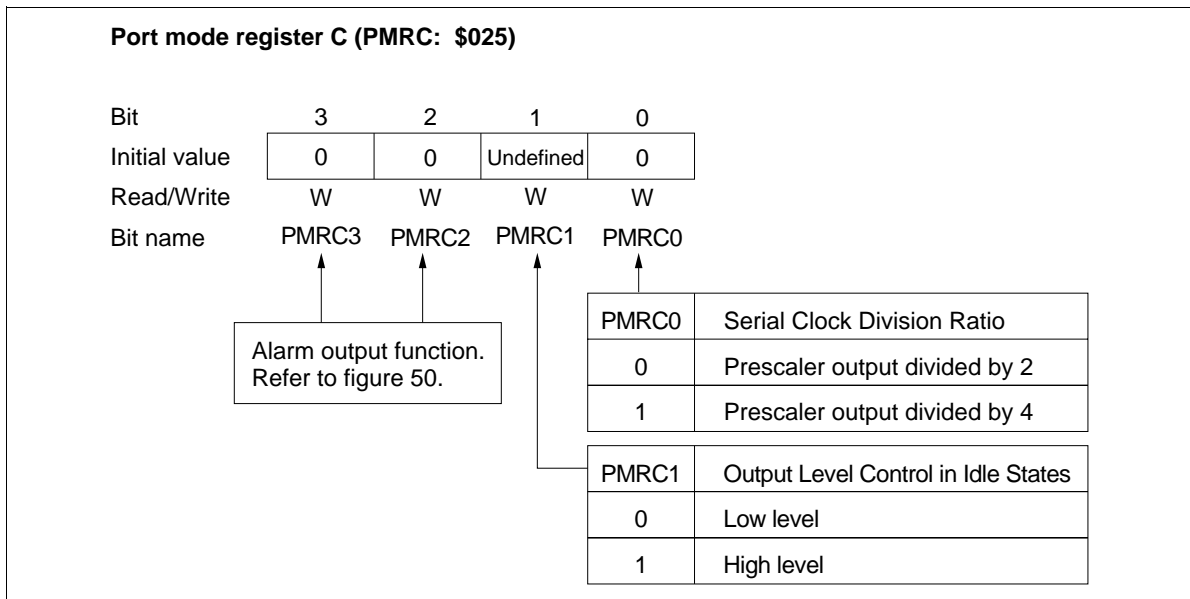 Port mode register C (PMRC: $025)
Bit 3 2 1 0
Initial value 0 0 Undefined 0
Read/Write W W W W
Bit name PMRC3 PMRC2 PMRC1 PMRC0
Alarm output function.
Refer to figure 50.
PMRC0 Serial Clock Division Ratio
0 Prescaler output divided by 2
1 Prescaler output divided by 4
PMRC1 Output Level Control in Idle States
0 Low level
1 High level